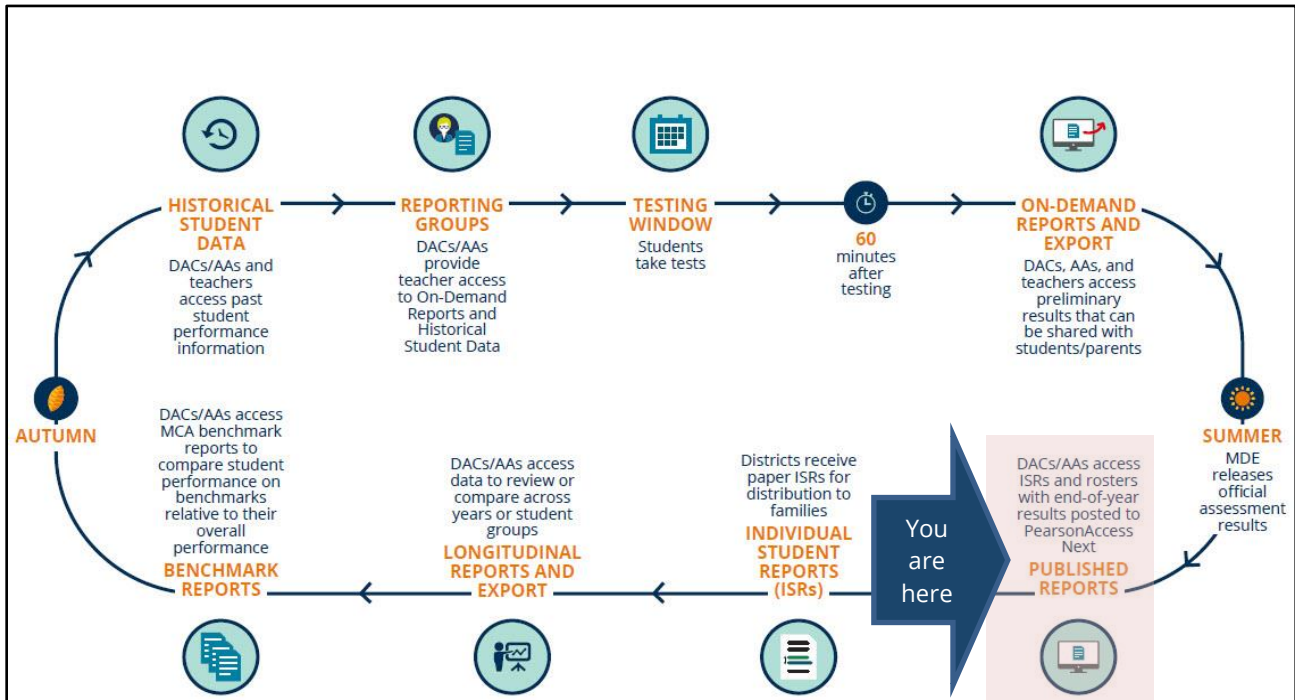 HISTORICAL
STUDENT
DATA
DACs/AAs and
teachers
access past
student
performance
information
REPORTING
GROUPS
DACs/AAs
provide
teacher access
to On-Demand
Reports and
Historical
Student Data
TESTING
WINDOW
Students
take tests
60
minutes
after
testing
ON-DEMAND
REPORTS AND
EXPORT
DACs, AAs, and
teachers access
preliminary
results that can
be shared with
students/parents
SUMMER
MDE
releases
official
assessment
results
DACs/AAs access
ISRs and rosters
with end-of-year
results posted to
PearsonAccess
Next
PUBLISHED
REPORTS
You
are
here
Districts receive
paper ISRs for
distribution to
families
INDIVIDUAL
STUDENT
REPORTS
(ISRs)
DACs/AAs access
data to review or
compare across
years or student
groups
LONGITUDINAL
REPORTS AND
EXPORT
DACs/AAs access
MCA benchmark
reports to
compare student
performance on
benchmarks
relative to their
overall
performance
BENCHMARK
REPORTS
AUTUMN